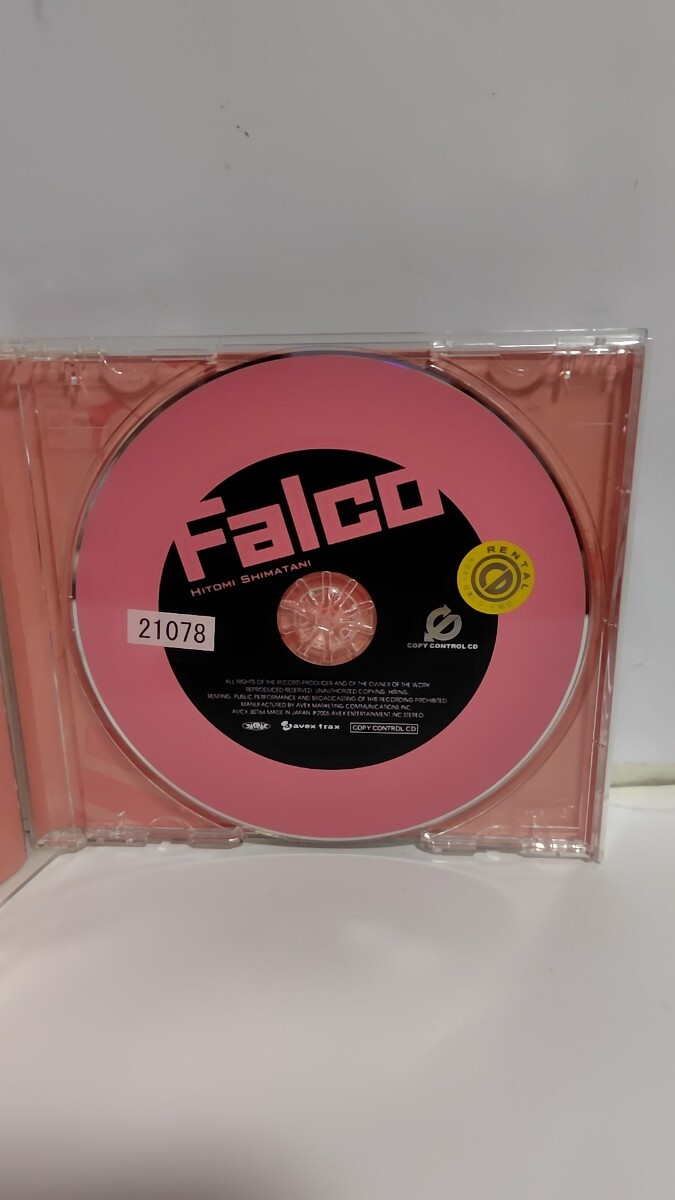 Falco
HITOMI SHIMATANI
RENTAL
21078
COPY CONTROL CD
ALL RIGHTS OF THE RECORD PRODUCER AND OF THE OWNER OF THE WORK
REPRODUCED RESERVED. UNAUTHORIZED COPYING, HIRING,
RENTING, PUBLIC PERFORMANCE AND BROADCASTING OF THIS RECORDING PROHIBITED.
MANUFACTURED BY AVEX MARKETING COMMUNICATIONS INC.
MADE IN JAPAN ℗2005 AVEX ENTERTAINMENT INC. STEREO
avex trax
COPY CONTROL CD